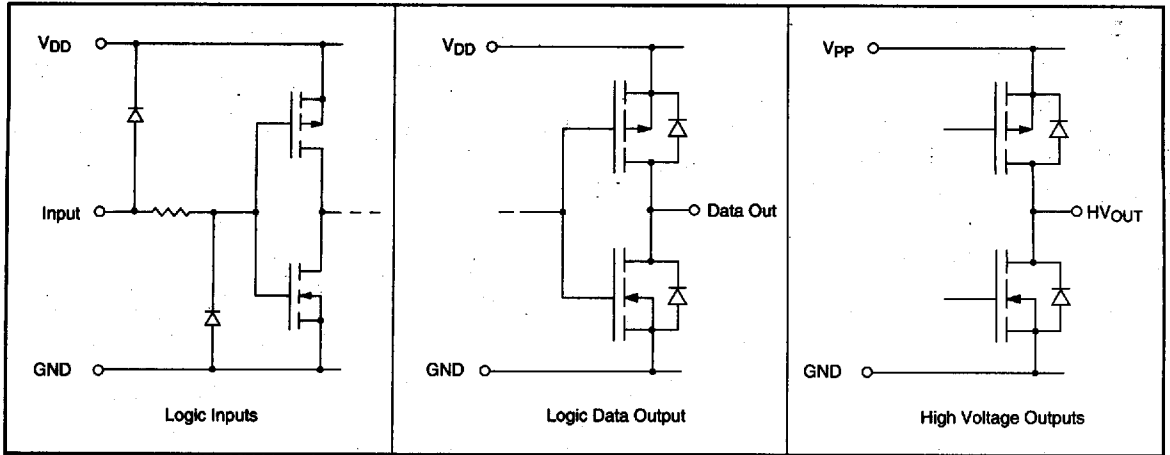 VDD
Input
GND
Logic Inputs
VDD
Data Out
GND
Logic Data Output
VPP
HVOUT
GND
High Voltage Outputs